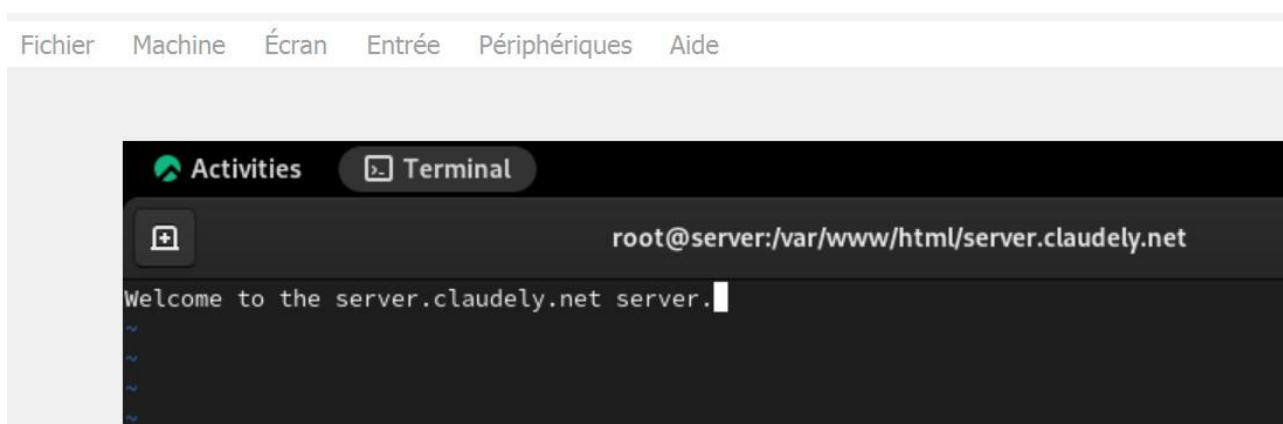 Fichier Machine Écran Entrée Périphériques Aide
Activities Terminal
root@server:/var/www/html/server.claudely.net
Welcome to the server.claudely.net server.
~
~
~
~